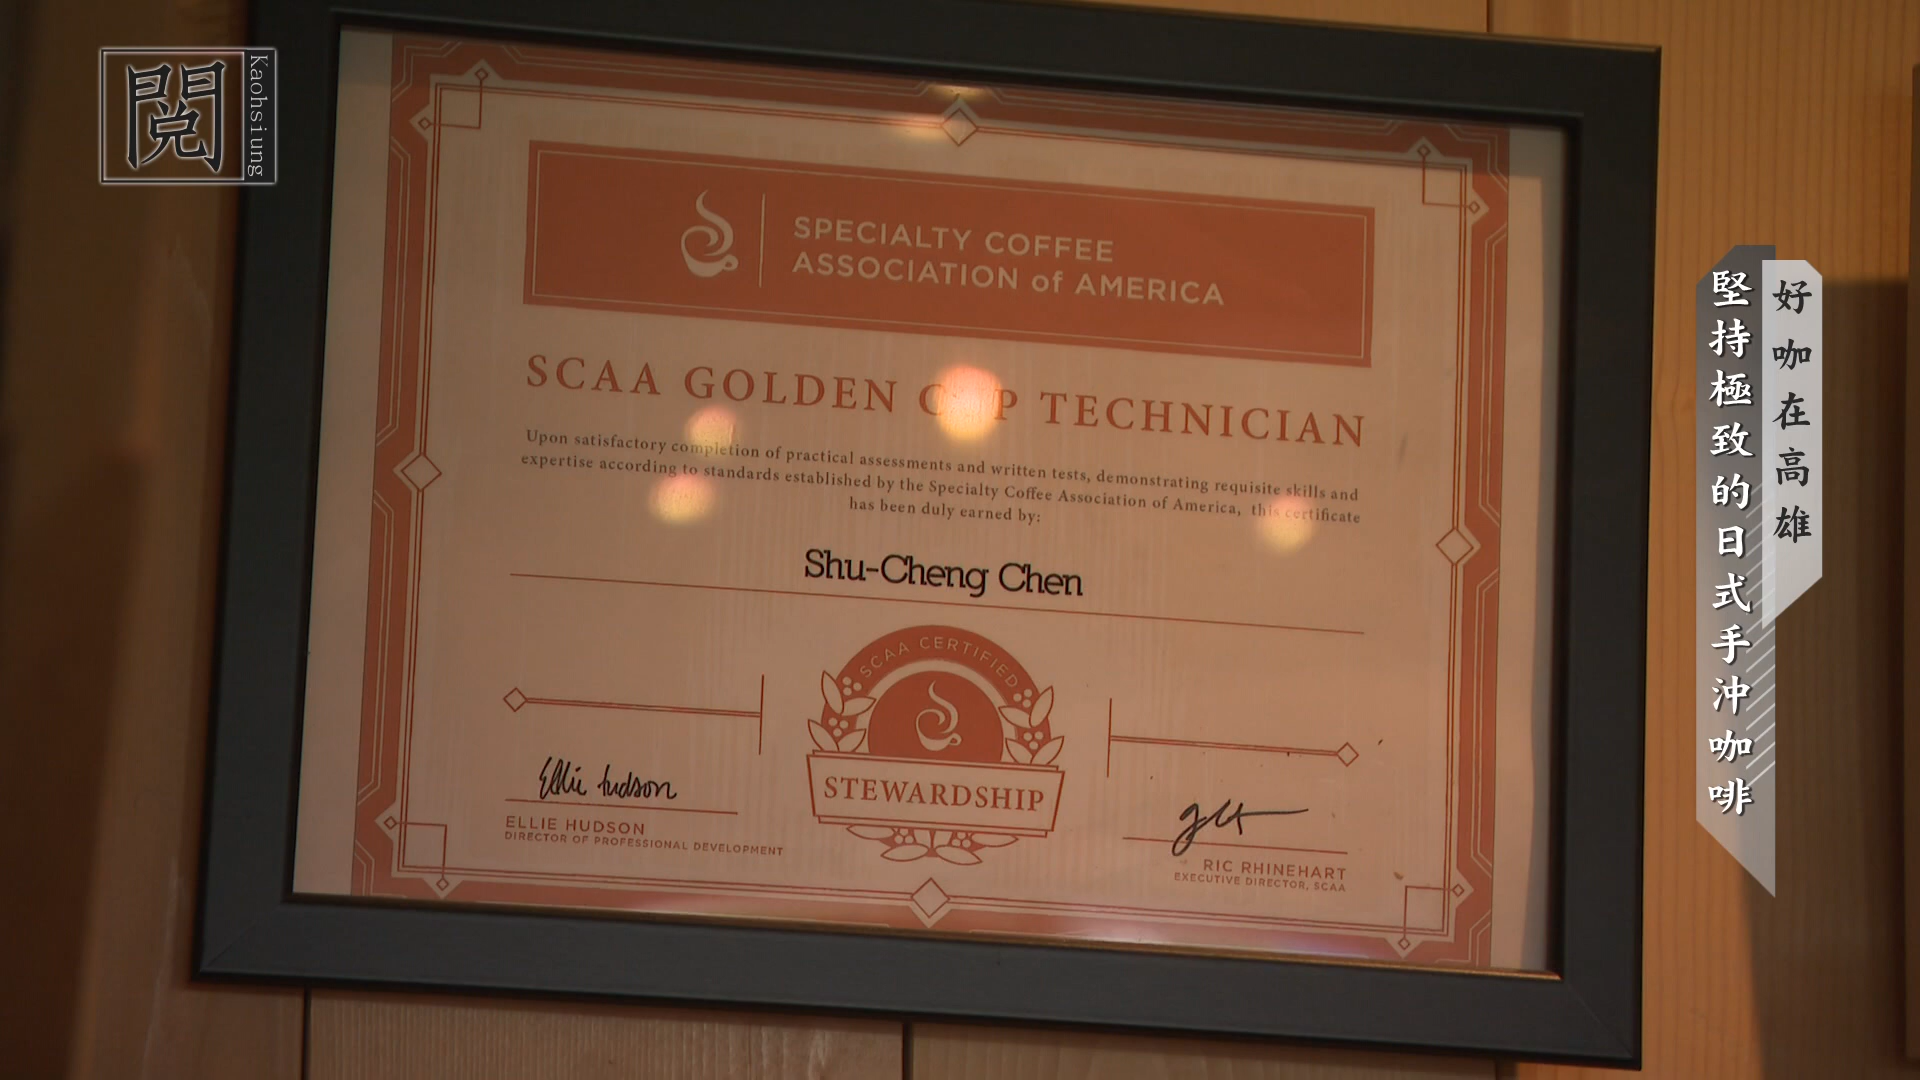 閱
Kaohsiung
SPECIALTY COFFEE
ASSOCIATION of AMERICA
SCAA GOLDEN CUP TECHNICIAN
Upon satisfactory completion of practical assessments and written tests, demonstrating requisite skills and
expertise according to standards established by the Specialty Coffee Association of America, this certificate
has been duly earned by:
Shu-Cheng Chen
SCAA CERTIFIED
STEWARDSHIP
Ellie Hudson
ELLIE HUDSON
DIRECTOR OF PROFESSIONAL DEVELOPMENT
RIC RHINEHART
EXECUTIVE DIRECTOR, SCAA
好咖在高雄
堅持極致的日式手沖咖啡